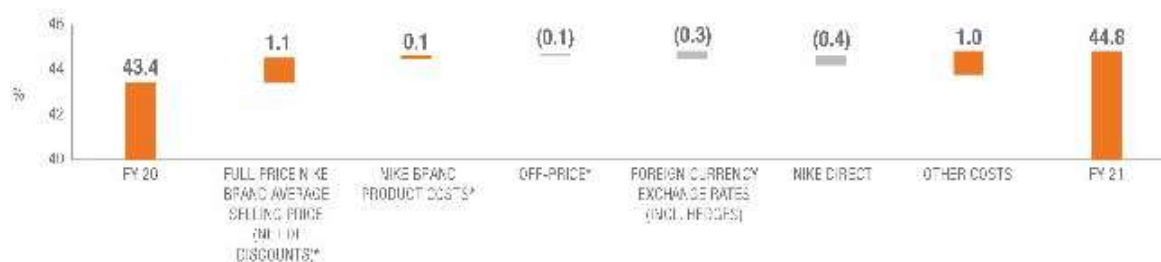 46
44
42
40
%
43.4
1.1
0.1
(0.1)
(0.3)
(0.4)
1.0
44.8
FY 20
FULL PRICE NIKE
BRAND AVERAGE
SELLING PRICE
(NET OF
DISCOUNTS)*
NIKE BRAND
PRODUCT COSTS*
OFF-PRICE*
FOREIGN CURRENCY
EXCHANGE RATES
(INCL. HEDGES)
NIKE DIRECT
OTHER COSTS
FY 21